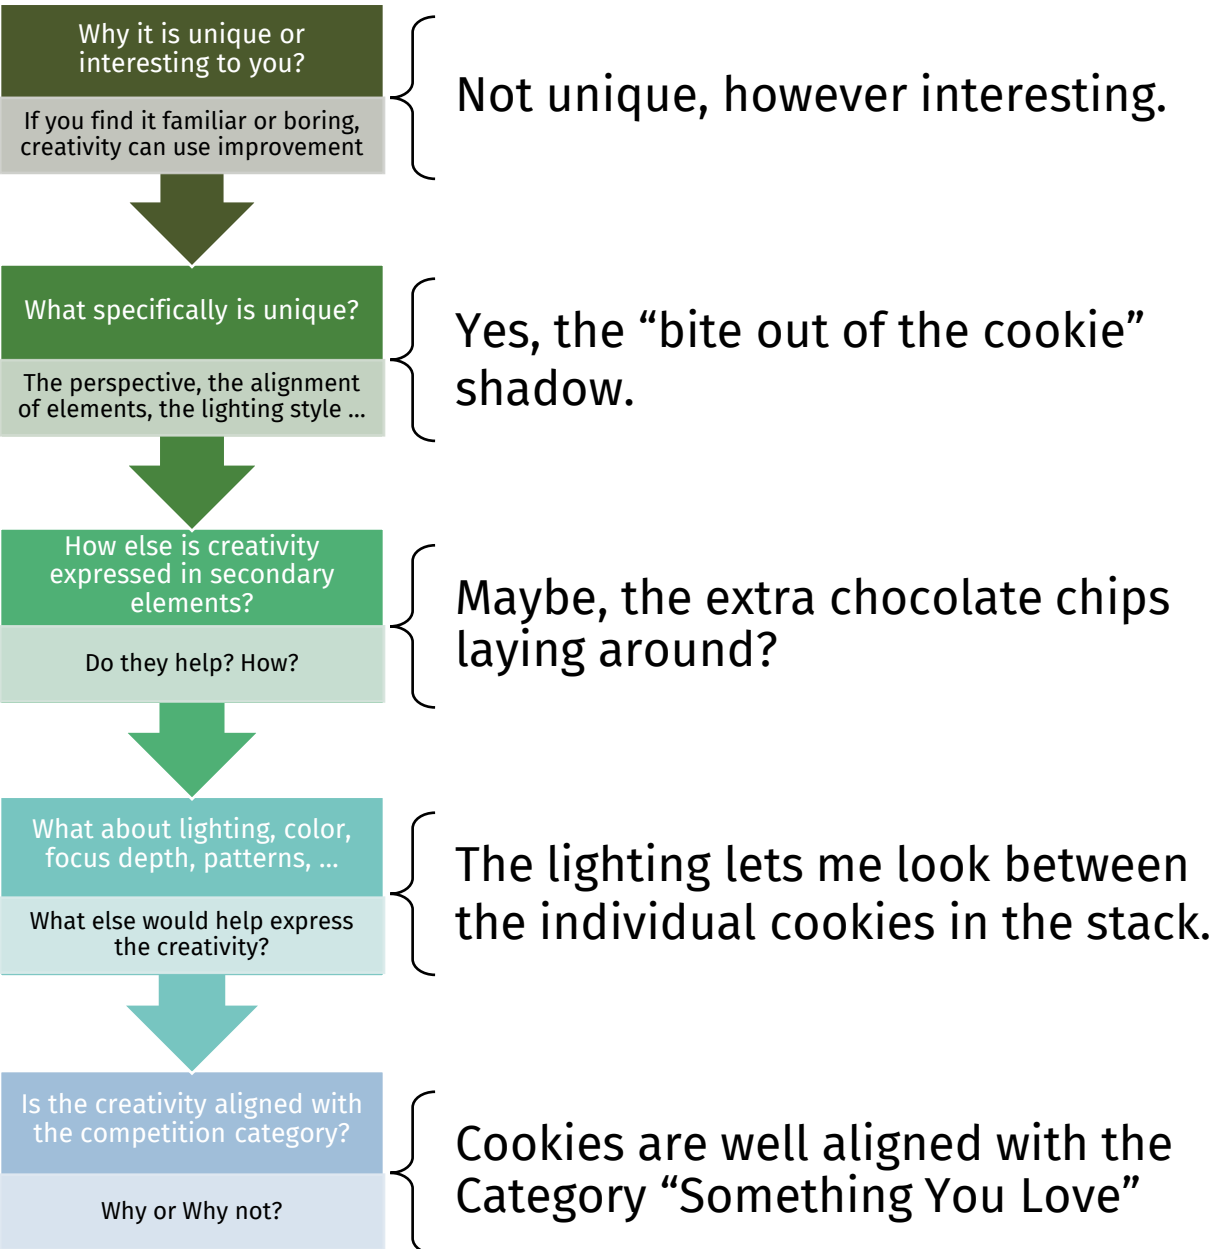 Why it is unique or
interesting to you?
If you find it familiar or boring,
creativity can use improvement
Not unique, however interesting.
What specifically is unique?
The perspective, the alignment
of elements, the lighting style ...
Yes, the “bite out of the cookie”
shadow.
How else is creativity
expressed in secondary
elements?
Do they help? How?
Maybe, the extra chocolate chips
laying around?
What about lighting, color,
focus depth, patterns, ...
What else would help express
the creativity?
The lighting lets me look between
the individual cookies in the stack.
Is the creativity aligned with
the competition category?
Why or Why not?
Cookies are well aligned with the
Category “Something You Love”